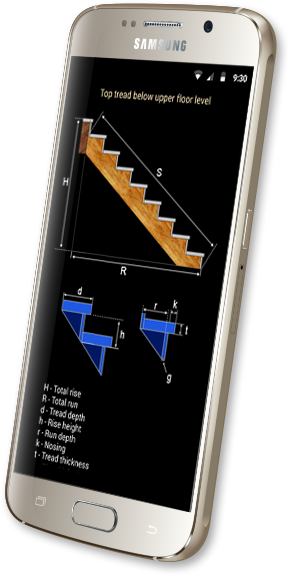 SAMSUNG
9:30
Top tread below upper floor level
H
S
R
d
h
r
k
t
g
H - Total rise
R - Total run
d - Tread depth
h - Rise height
r - Run depth
k - Nosing
t - Tread thickness